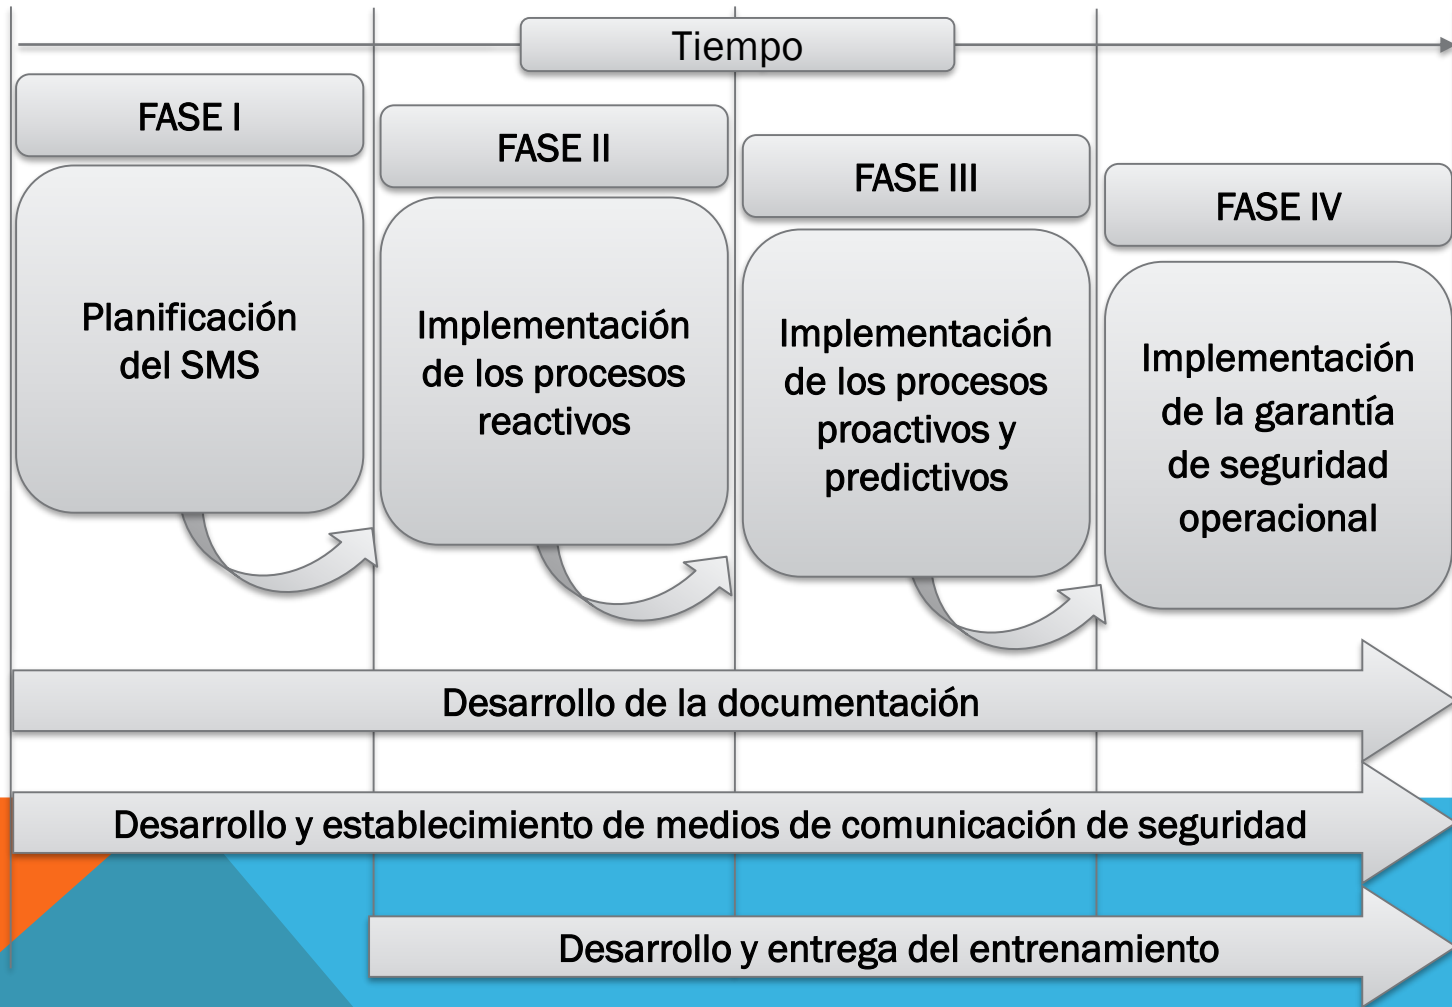 Tiempo
FASE I
FASE II
FASE III
FASE IV
Planificación
del SMS
Implementación
de los procesos
reactivos
Implementación
de los procesos
proactivos y
predictivos
Implementación
de la garantía
de seguridad
operacional
Desarrollo de la documentación
Desarrollo y establecimiento de medios de comunicación de seguridad
Desarrollo y entrega del entrenamiento